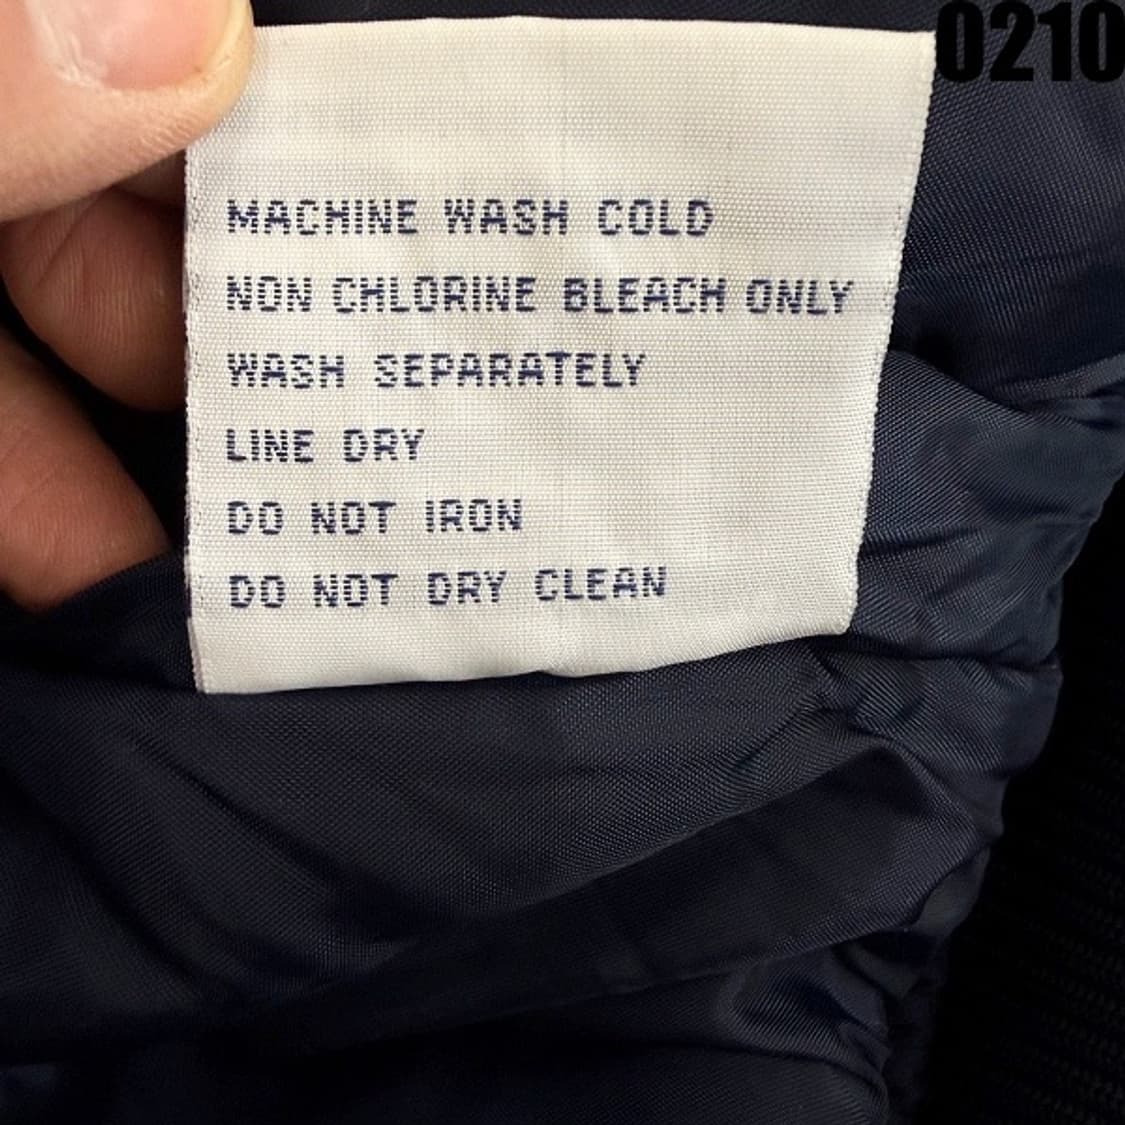 0210
MACHINE WASH COLD
NON CHLORINE BLEACH ONLY
WASH SEPARATELY
LINE DRY
DO NOT IRON
DO NOT DRY CLEAN